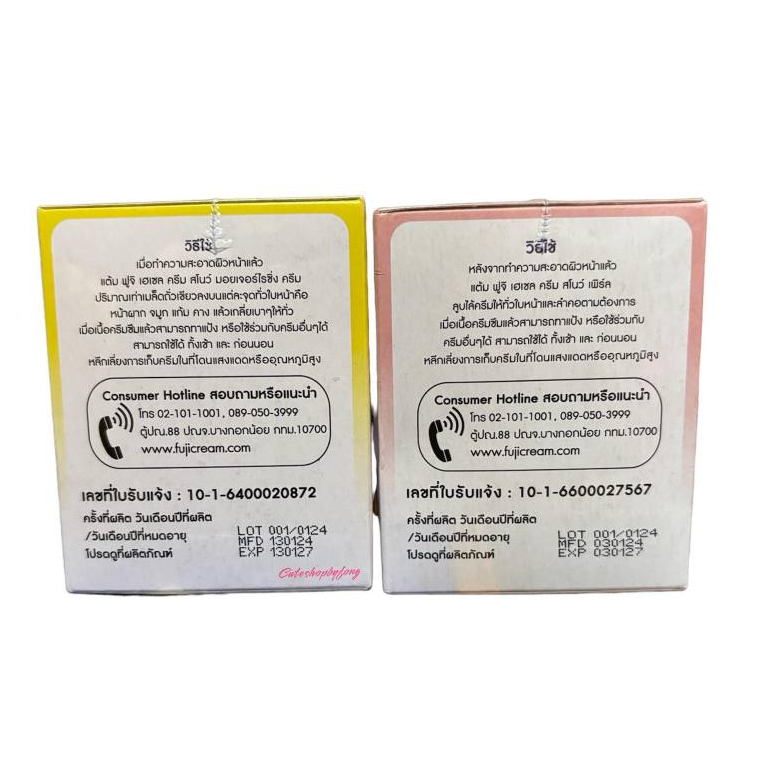 วิธีใช้
เมื่อทำความสะอาดผิวหน้าแล้ว
แต้ม ฟูจิ เฮเซล ครีม สโนว์ มอยเจอร์ไรซิ่ง ครีม
ปริมาณเท่าเมล็ดถั่วเขียวลงบนแต่ละจุดทั่วใบหน้าคือ
หน้าผาก จมูก แก้ม คาง แล้วเกลี่ยเบาๆให้ทั่ว
เมื่อเนื้อครีมซึมแล้วสามารถทาแป้ง หรือใช้ร่วมกับครีมอื่นๆได้
สามารถใช้ได้ ทั้งเช้า และ ก่อนนอน
หลีกเลี่ยงการเก็บครีมในที่โดนแสงแดดหรืออุณหภูมิสูง
Consumer Hotline สอบถามหรือแนะนำ
โทร 02-101-1001, 089-050-3999
ตู้ปณ.88 ปณจ.บางกอกน้อย กทม.10700
www.fujicream.com
เลขที่ใบรับแจ้ง : 10-1-6400020872
ครั้งที่ผลิต วันเดือนปีที่ผลิต
/วันเดือนปีที่หมดอายุ
โปรดดูที่ผลิตภัณฑ์
LOT 001/0124
MFD 130124
EXP 130127
Cuteshopbyfang
วิธีใช้
หลังจากทำความสะอาดผิวหน้าแล้ว
แต้ม ฟูจิ เฮเซล ครีม สโนว์ เพิร์ล
ลูบไล้ครีมให้ทั่วใบหน้าและลำคอตามต้องการ
เมื่อเนื้อครีมซึมแล้วสามารถทาแป้ง หรือใช้ร่วมกับ
ครีมอื่นๆได้ สามารถใช้ได้ ทั้งเช้า และ ก่อนนอน
หลีกเลี่ยงการเก็บครีมในที่โดนแสงแดดหรืออุณหภูมิสูง
Consumer Hotline สอบถามหรือแนะนำ
โทร 02-101-1001, 089-050-3999
ตู้ปณ.88 ปณจ.บางกอกน้อย กทม.10700
www.fujicream.com
เลขที่ใบรับแจ้ง : 10-1-6600027567
ครั้งที่ผลิต วันเดือนปีที่ผลิต
/วันเดือนปีที่หมดอายุ
โปรดดูที่ผลิตภัณฑ์
LOT 001/0124
MFD 030124
EXP 030127